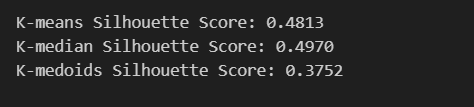 K-means Silhouette Score: 0.4813
K-median Silhouette Score: 0.4970
K-medoids Silhouette Score: 0.3752